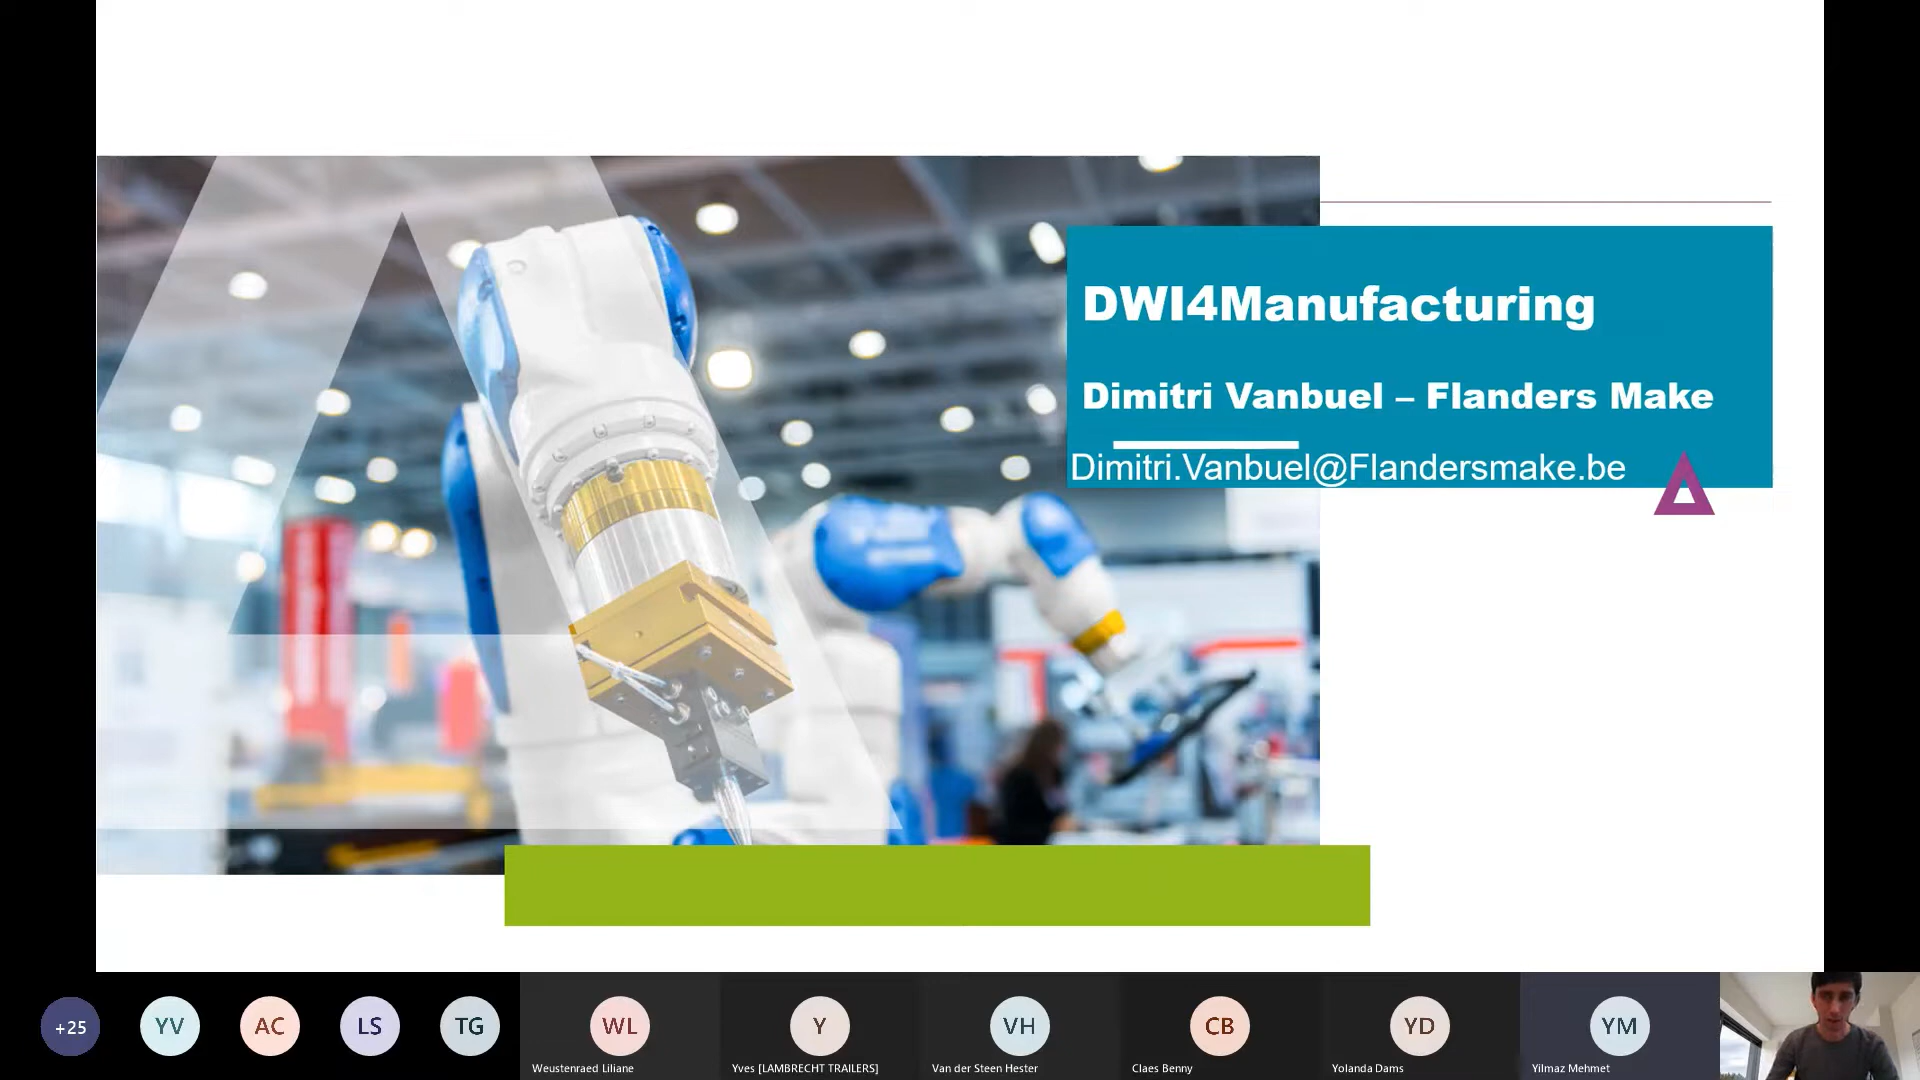 DWI4Manufacturing
Dimitri Vanbuel – Flanders Make
Dimitri.Vanbuel@Flandersmake.be
+25
YV
AC
LS
TG
WL
Y
VH
CB
YD
YM
Weustenraed Liliane
Yves [LAMBRECHT TRAILERS]
Van der Steen Hester
Claes Benny
Yolanda Dams
Yilmaz Mehmet